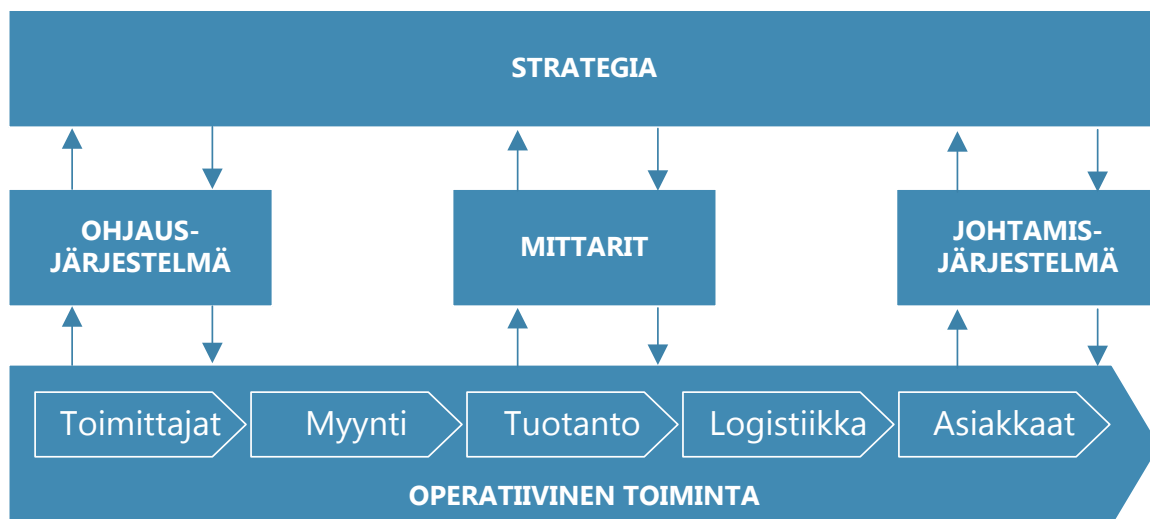 STRATEGIA
OHJAUS-
JÄRJESTELMÄ
MITTARIT
JOHTAMIS-
JÄRJESTELMÄ
Toimittajat
Myynti
Tuotanto
Logistiikka
Asiakkaat
OPERATIIVINEN TOIMINTA